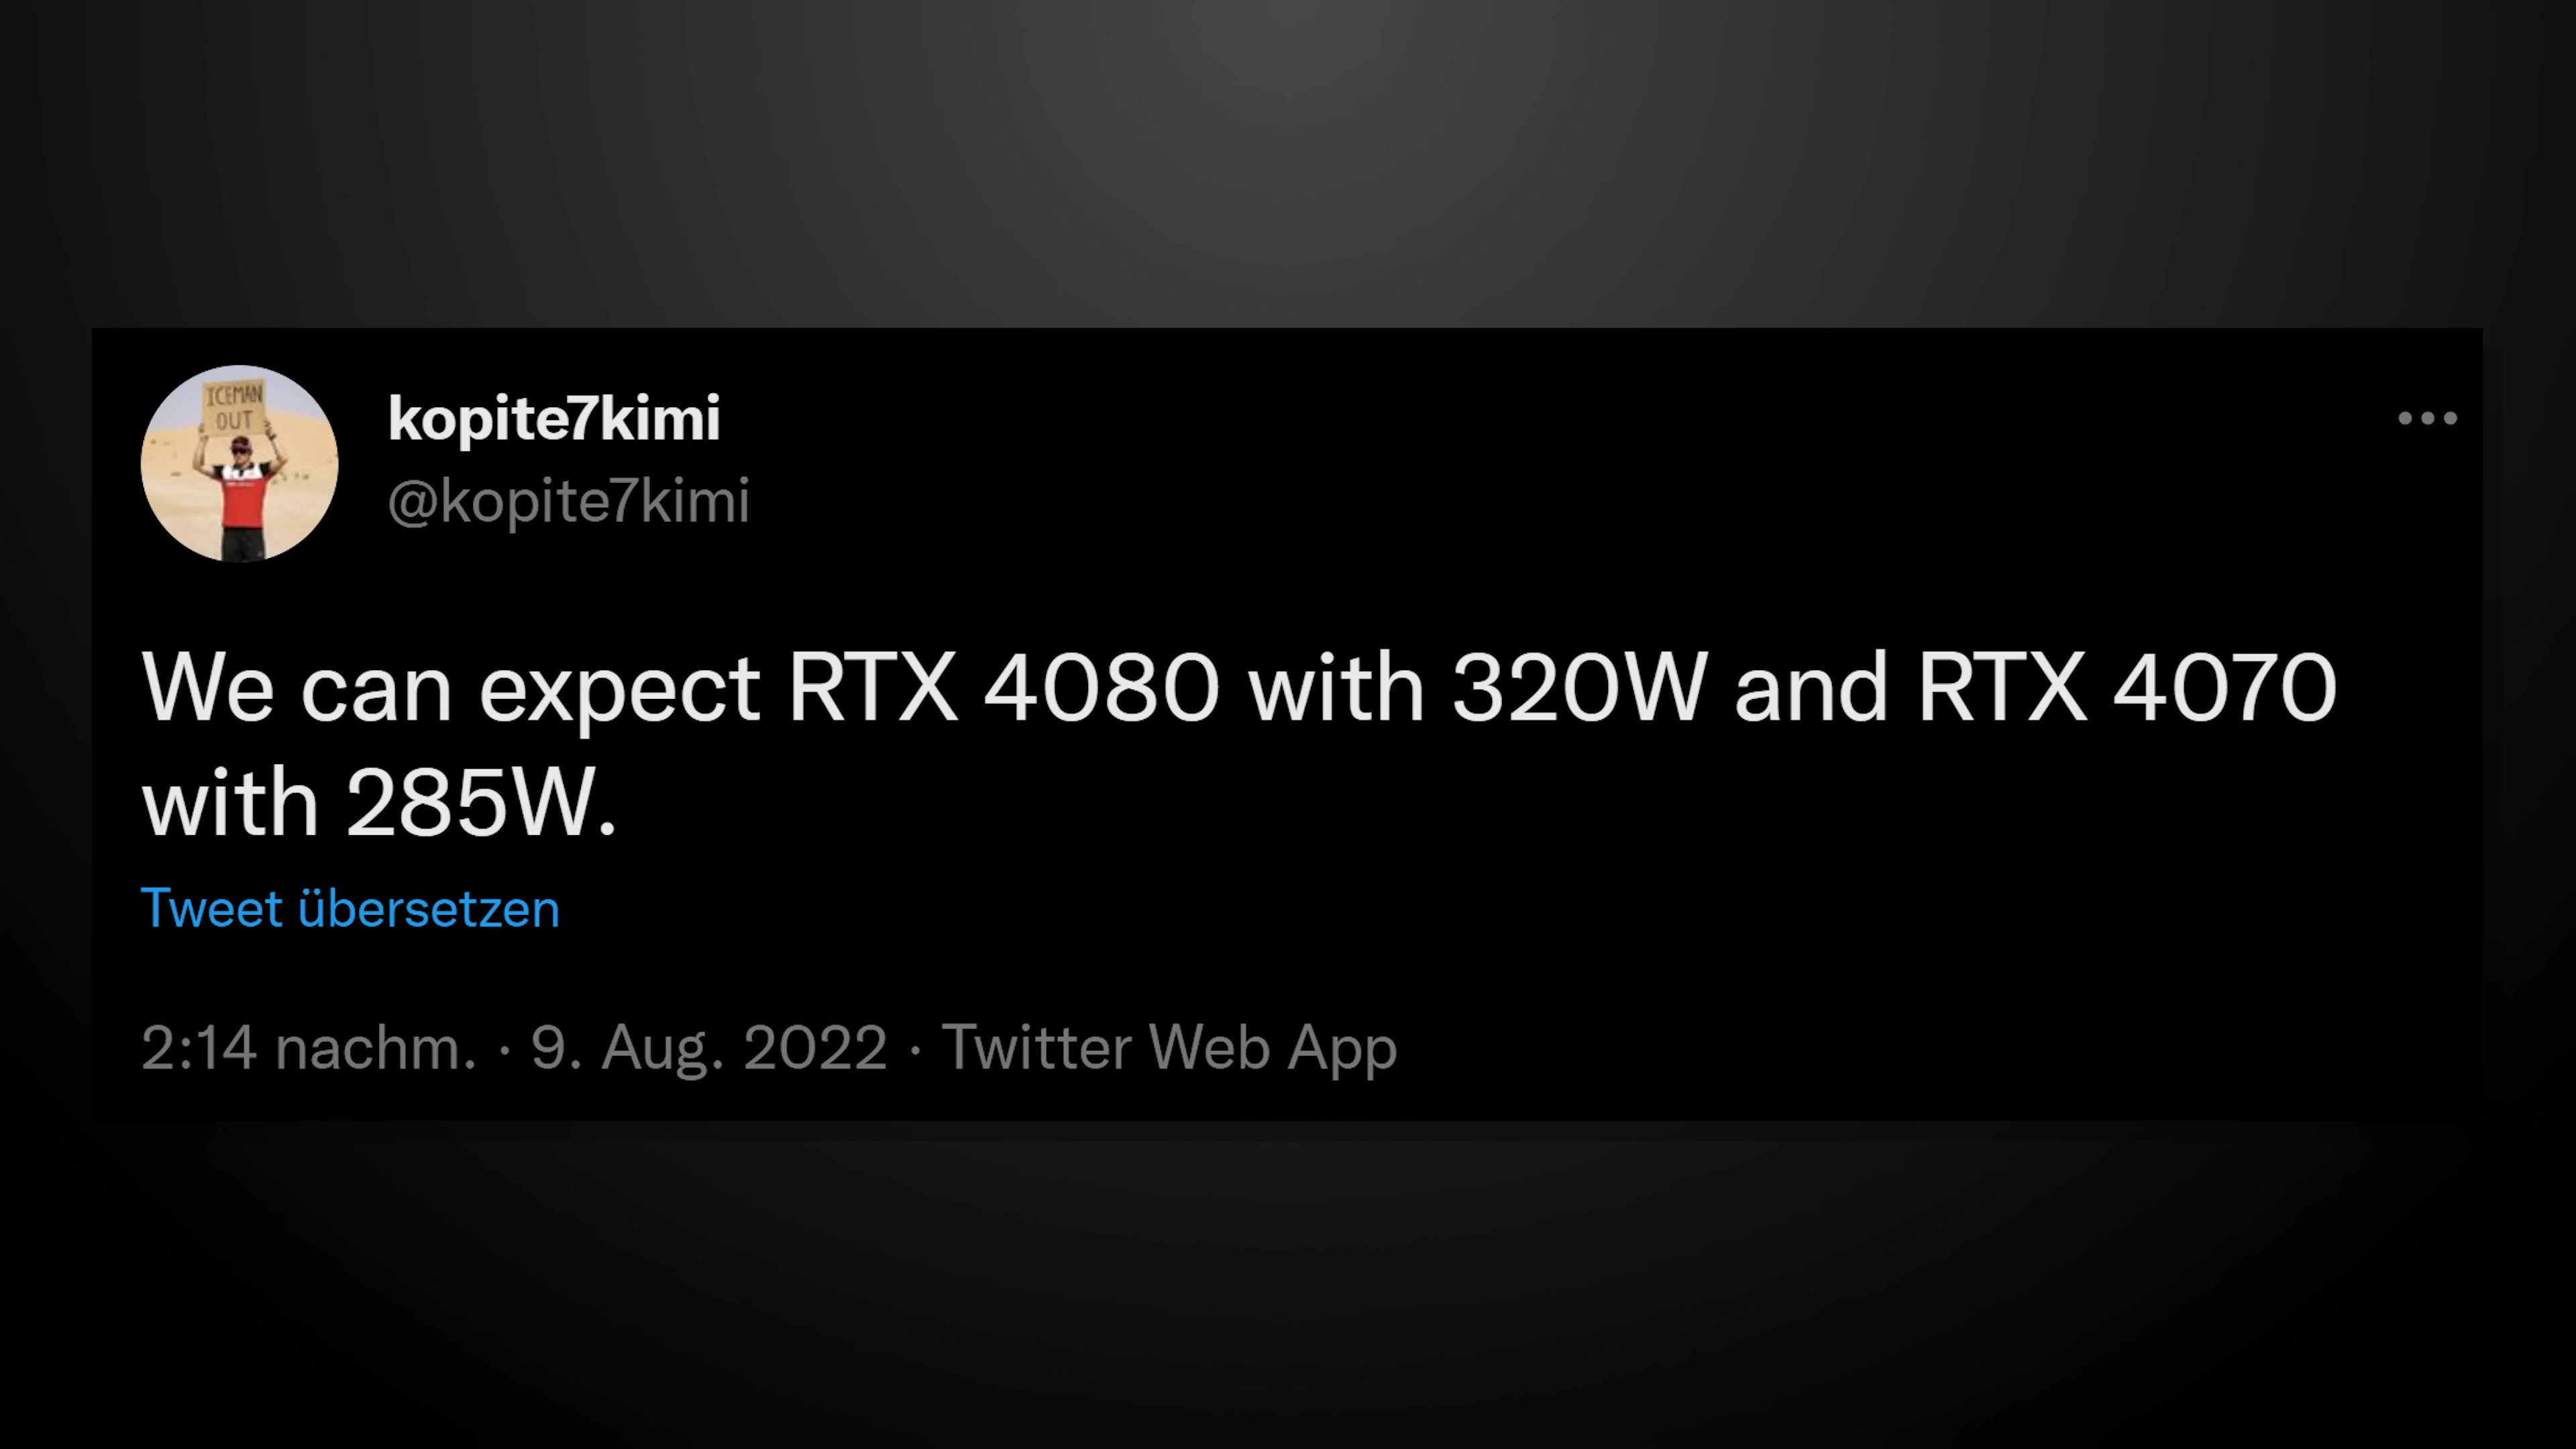 ICEMAN
OUT
kopite7kimi
@kopite7kimi
We can expect RTX 4080 with 320W and RTX 4070
with 285W.
Tweet übersetzen
2:14 nachm. · 9. Aug. 2022 · Twitter Web App